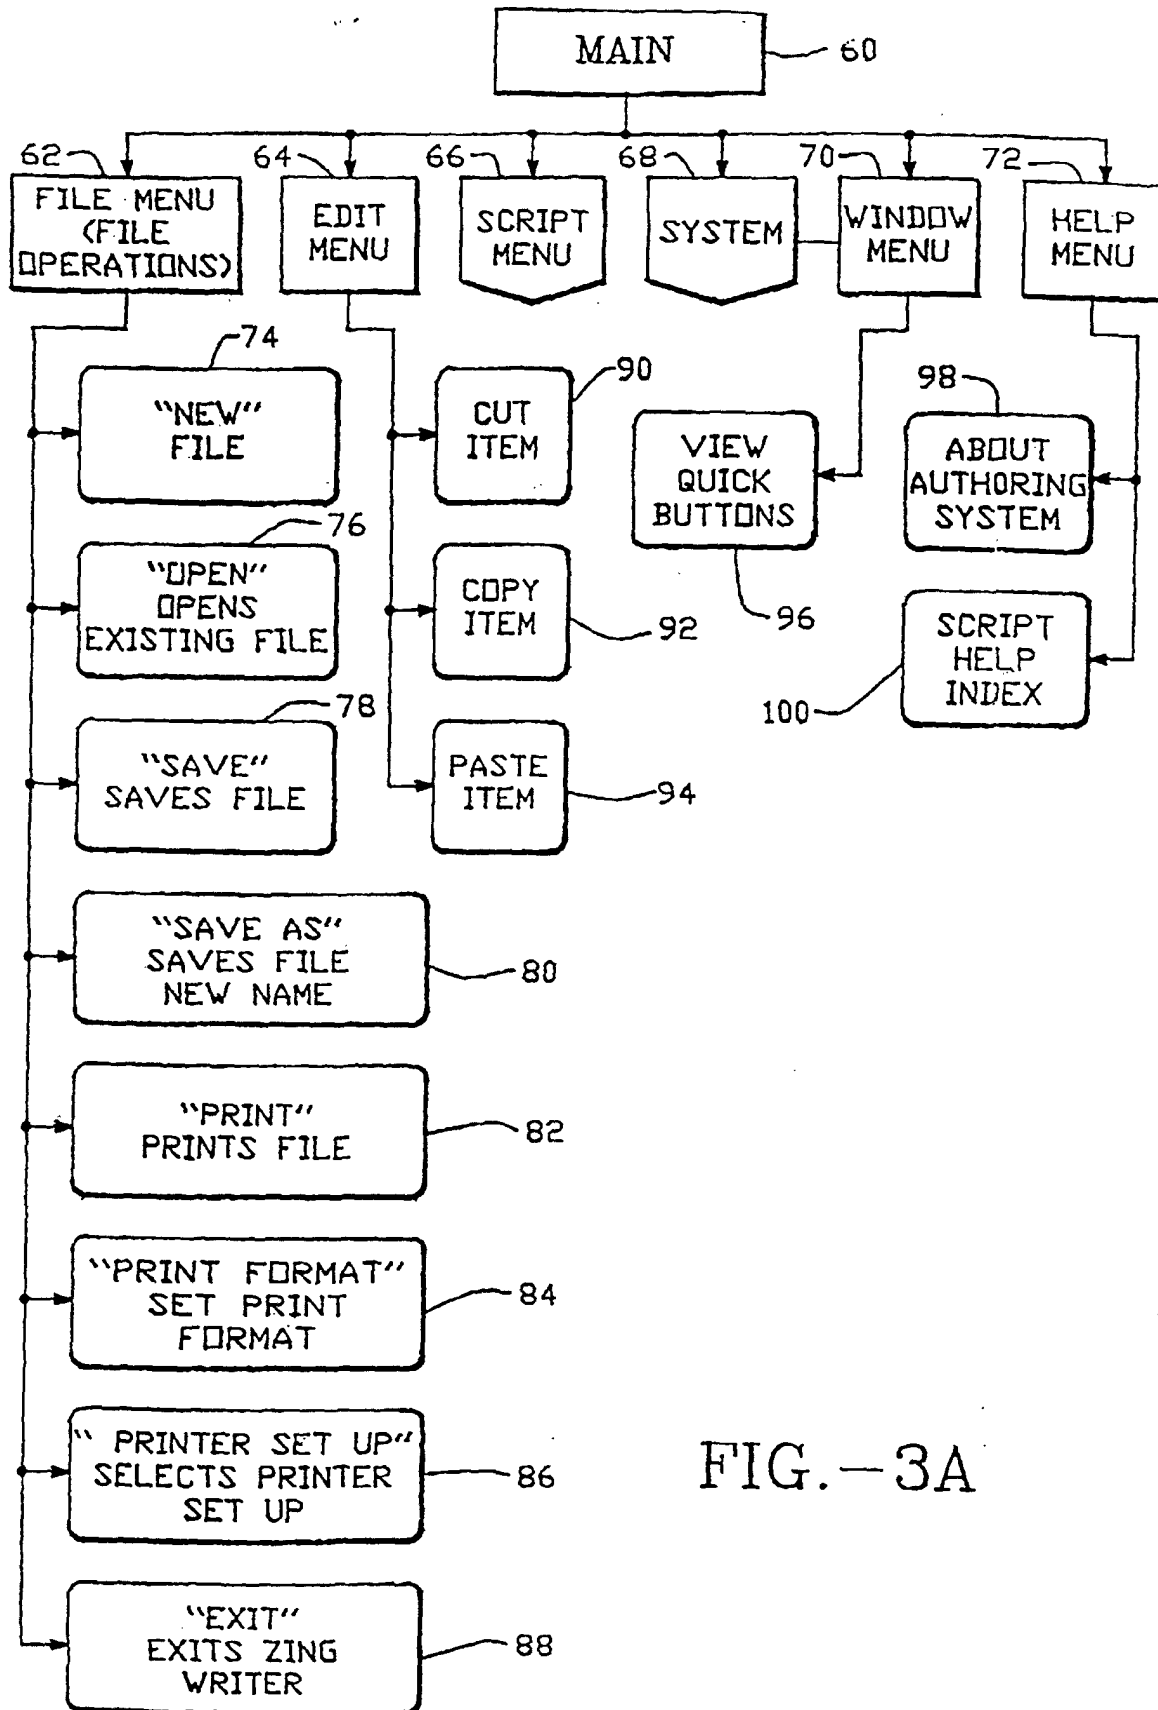 MAIN
60
62
64
66
68
70
72
FILE MENU
(FILE
OPERATIONS)
EDIT
MENU
SCRIPT
MENU
SYSTEM
WINDOW
MENU
HELP
MENU
74
"NEW"
FILE
76
"OPEN"
OPENS
EXISTING FILE
78
"SAVE"
SAVES FILE
"SAVE AS"
SAVES FILE
NEW NAME
80
"PRINT"
PRINTS FILE
82
"PRINT FORMAT"
SET PRINT
FORMAT
84
" PRINTER SET UP"
SELECTS PRINTER
SET UP
86
"EXIT"
EXITS ZING
WRITER
88
90
CUT
ITEM
COPY
ITEM
92
PASTE
ITEM
94
VIEW
QUICK
BUTTONS
96
98
ABOUT
AUTHORING
SYSTEM
SCRIPT
HELP
INDEX
100
FIG.-3A